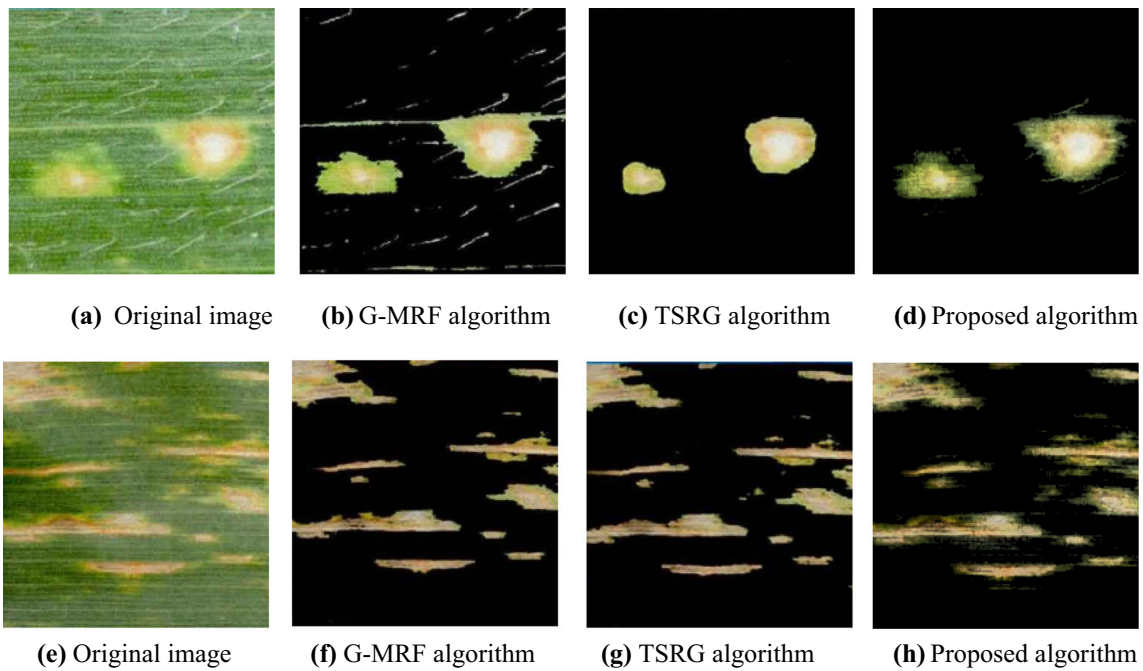 (a) Original image (b) G-MRF algorithm (c) TSRG algorithm (d) Proposed algorithm
(e) Original image (f) G-MRF algorithm (g) TSRG algorithm (h) Proposed algorithm